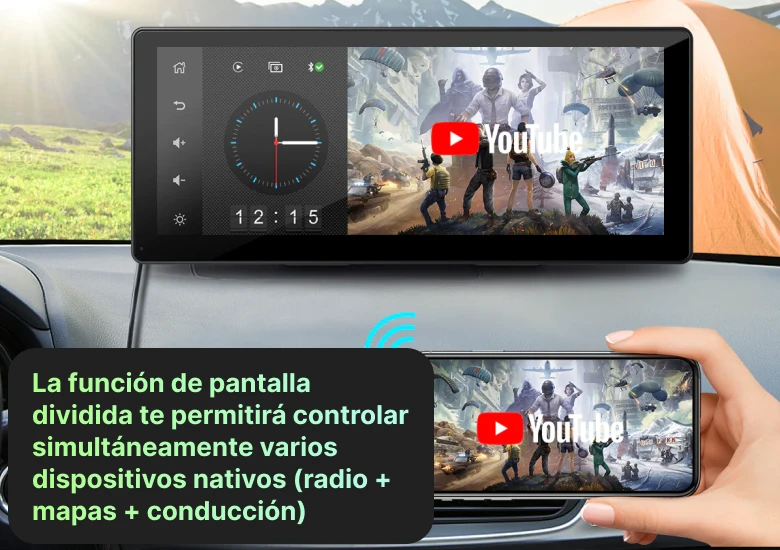 YouTube
12:15
YouTube
La función de pantalla
dividida te permitirá controlar
simultáneamente varios
dispositivos nativos (radio +
mapas + conducción)